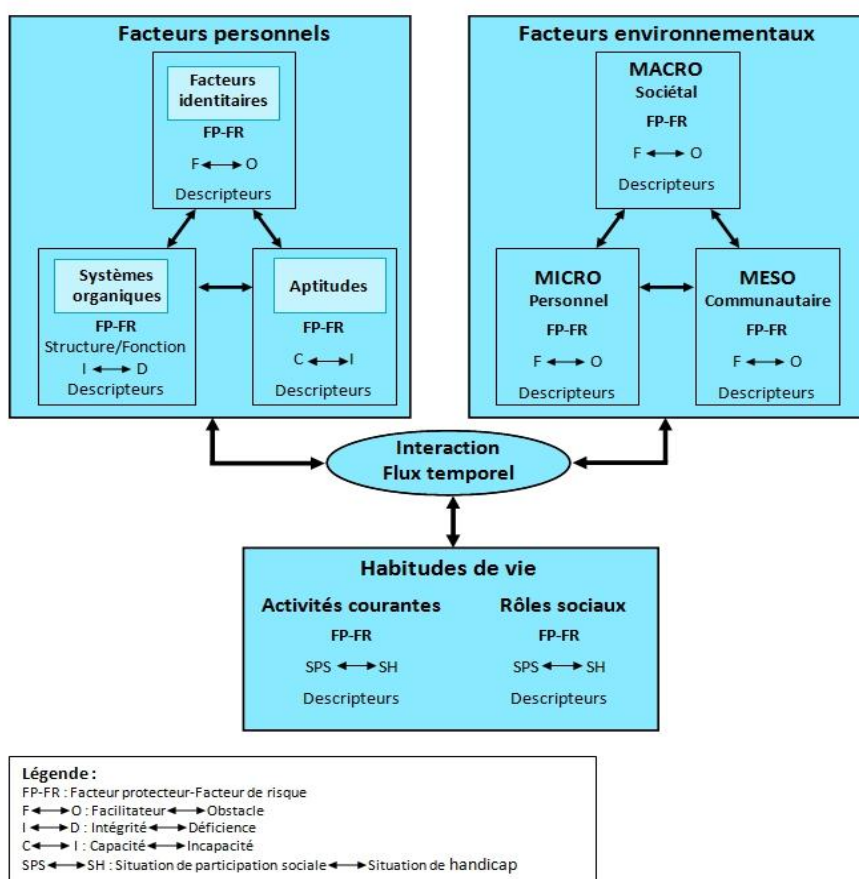 Facteurs personnels
Facteurs
identitaires
FP-FR
F ↔ O
Descripteurs
Systèmes
organiques
FP-FR
Structure/Fonction
I ↔ D
Descripteurs
Aptitudes
FP-FR
C ↔ I
Descripteurs
Facteurs environnementaux
MACRO
Sociétal
FP-FR
F ↔ O
Descripteurs
MICRO
Personnel
FP-FR
F ↔ O
Descripteurs
MESO
Communautaire
FP-FR
F ↔ O
Descripteurs
Interaction
Flux temporel
Habitudes de vie
Activités courantes
FP-FR
SPS ↔ SH
Descripteurs
Rôles sociaux
FP-FR
SPS ↔ SH
Descripteurs
Légende :
FP-FR : Facteur protecteur-Facteur de risque
F ↔ O : Facilitateur ↔ Obstacle
I ↔ D : Intégrité ↔ Déficience
C ↔ I : Capacité ↔ Incapacité
SPS ↔ SH : Situation de participation sociale ↔ Situation de handicap